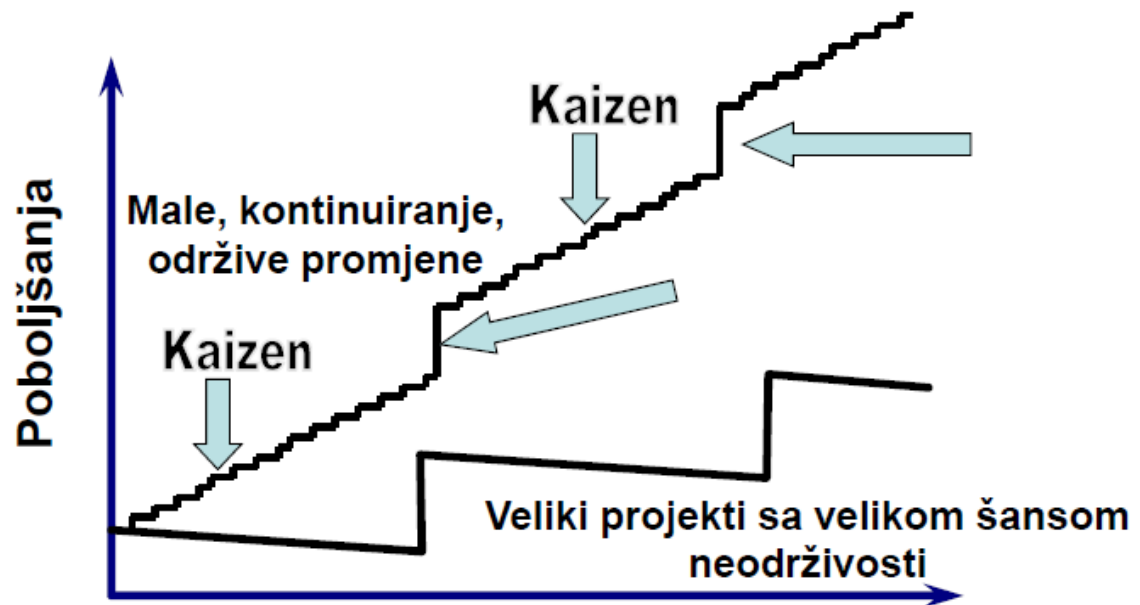 Kaizen
Male, kontinuiranje,
održive promjene
Kaizen
Poboljšanja
Veliki projekti sa velikom šansom
neodrživosti